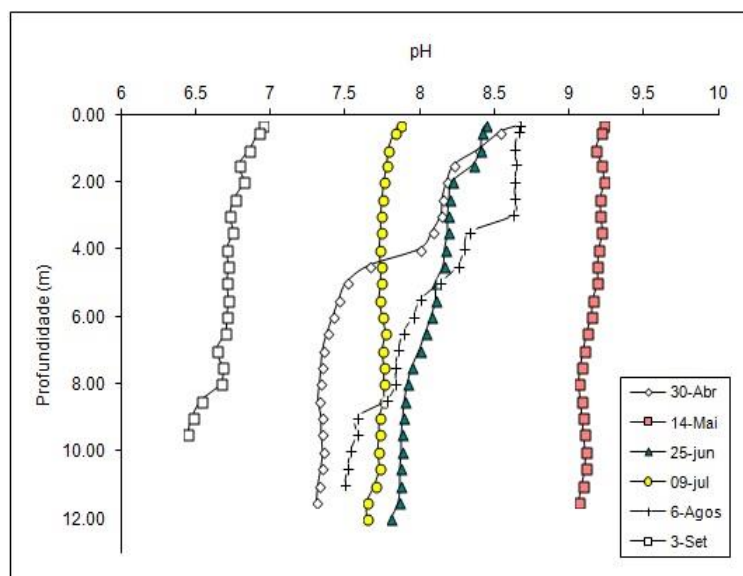 pH
6 6.5 7 7.5 8 8.5 9 9.5 10
0.00
2.00
4.00
6.00
8.00
10.00
12.00
Profundidade (m)
30-Abr
14-Mai
25-jun
09-jul
6-Agos
3-Set